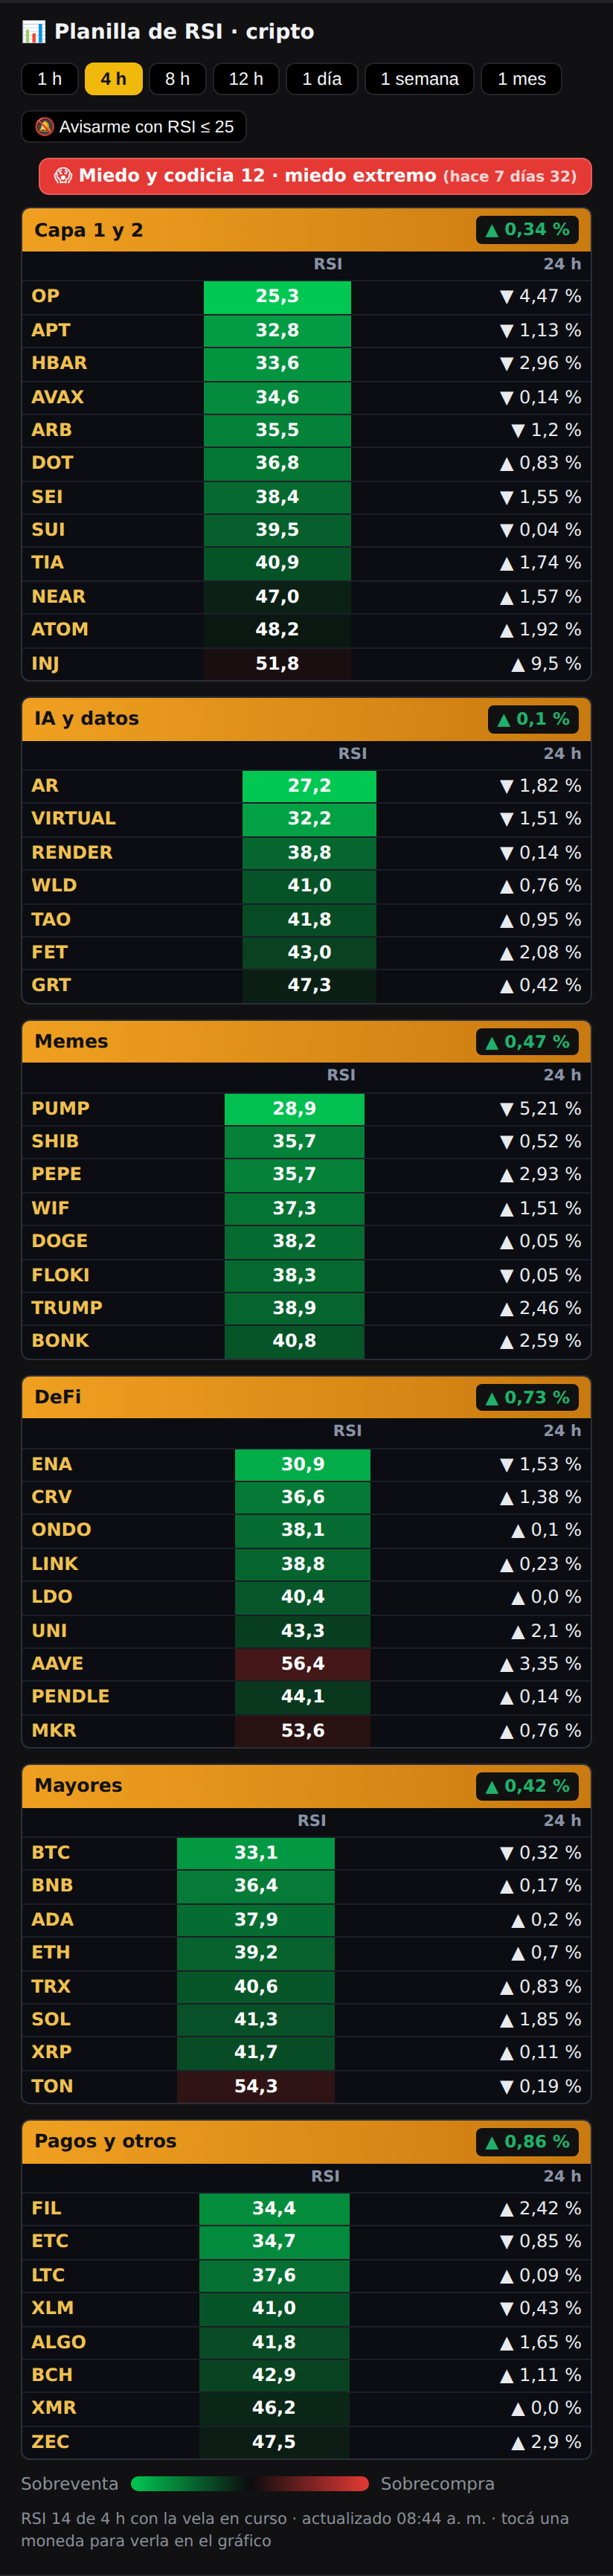 📊 Planilla de RSI · cripto
1 h 4 h 8 h 12 h 1 día 1 semana 1 mes
🔕 Avisarme con RSI ≤ 25
😱 Miedo y codicia 12 · miedo extremo (hace 7 días 32)
Capa 1 y 2 ▲ 0,34 %
RSI 24 h
OP 25,3 ▼ 4,47 %
APT 32,8 ▼ 1,13 %
HBAR 33,6 ▼ 2,96 %
AVAX 34,6 ▼ 0,14 %
ARB 35,5 ▼ 1,2 %
DOT 36,8 ▲ 0,83 %
SEI 38,4 ▼ 1,55 %
SUI 39,5 ▼ 0,04 %
TIA 40,9 ▲ 1,74 %
NEAR 47,0 ▲ 1,57 %
ATOM 48,2 ▲ 1,92 %
INJ 51,8 ▲ 9,5 %
IA y datos ▲ 0,1 %
RSI 24 h
AR 27,2 ▼ 1,82 %
VIRTUAL 32,2 ▼ 1,51 %
RENDER 38,8 ▼ 0,14 %
WLD 41,0 ▲ 0,76 %
TAO 41,8 ▲ 0,95 %
FET 43,0 ▲ 2,08 %
GRT 47,3 ▲ 0,42 %
Memes ▲ 0,47 %
RSI 24 h
PUMP 28,9 ▼ 5,21 %
SHIB 35,7 ▼ 0,52 %
PEPE 35,7 ▲ 2,93 %
WIF 37,3 ▲ 1,51 %
DOGE 38,2 ▲ 0,05 %
FLOKI 38,3 ▼ 0,05 %
TRUMP 38,9 ▲ 2,46 %
BONK 40,8 ▲ 2,59 %
DeFi ▲ 0,73 %
RSI 24 h
ENA 30,9 ▼ 1,53 %
CRV 36,6 ▲ 1,38 %
ONDO 38,1 ▲ 0,1 %
LINK 38,8 ▲ 0,23 %
LDO 40,4 ▲ 0,0 %
UNI 43,3 ▲ 2,1 %
AAVE 56,4 ▲ 3,35 %
PENDLE 44,1 ▲ 0,14 %
MKR 53,6 ▲ 0,76 %
Mayores ▲ 0,42 %
RSI 24 h
BTC 33,1 ▼ 0,32 %
BNB 36,4 ▲ 0,17 %
ADA 37,9 ▲ 0,2 %
ETH 39,2 ▲ 0,7 %
TRX 40,6 ▲ 0,83 %
SOL 41,3 ▲ 1,85 %
XRP 41,7 ▲ 0,11 %
TON 54,3 ▼ 0,19 %
Pagos y otros ▲ 0,86 %
RSI 24 h
FIL 34,4 ▲ 2,42 %
ETC 34,7 ▼ 0,85 %
LTC 37,6 ▲ 0,09 %
XLM 41,0 ▼ 0,43 %
ALGO 41,8 ▲ 1,65 %
BCH 42,9 ▲ 1,11 %
XMR 46,2 ▲ 0,0 %
ZEC 47,5 ▲ 2,9 %
Sobreventa Sobrecompra
RSI 14 de 4 h con la vela en curso · actualizado 08:44 a. m. · tocá una
moneda para verla en el gráfico